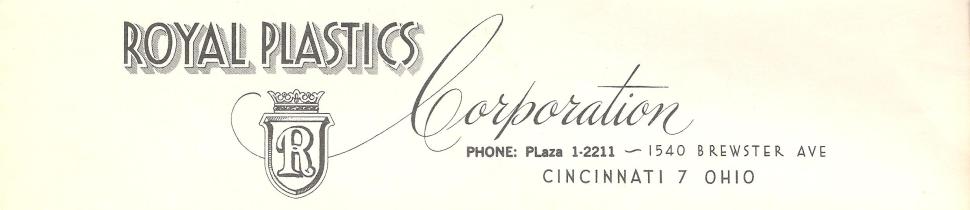 ROYAL PLASTICS
Corporation
R
PHONE: PLaza 1-2211 — 1540 BREWSTER AVE
CINCINNATI 7 OHIO